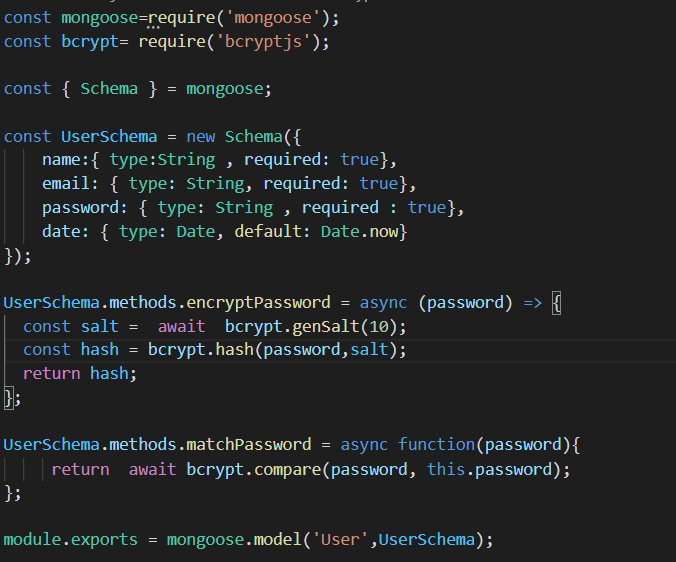 const mongoose=require('mongoose');
const bcrypt= require('bcryptjs');
const { Schema } = mongoose;
const UserSchema = new Schema({
    name:{ type:String , required: true},
    email: { type: String, required: true},
    password: { type: String , required : true},
    date: { type: Date, default: Date.now}
});
UserSchema.methods.encryptPassword = async (password) => {
  const salt =  await  bcrypt.genSalt(10);
  const hash = bcrypt.hash(password,salt);
  return hash;
};
UserSchema.methods.matchPassword = async function(password){
     return  await bcrypt.compare(password, this.password);
};
module.exports = mongoose.model('User',UserSchema);